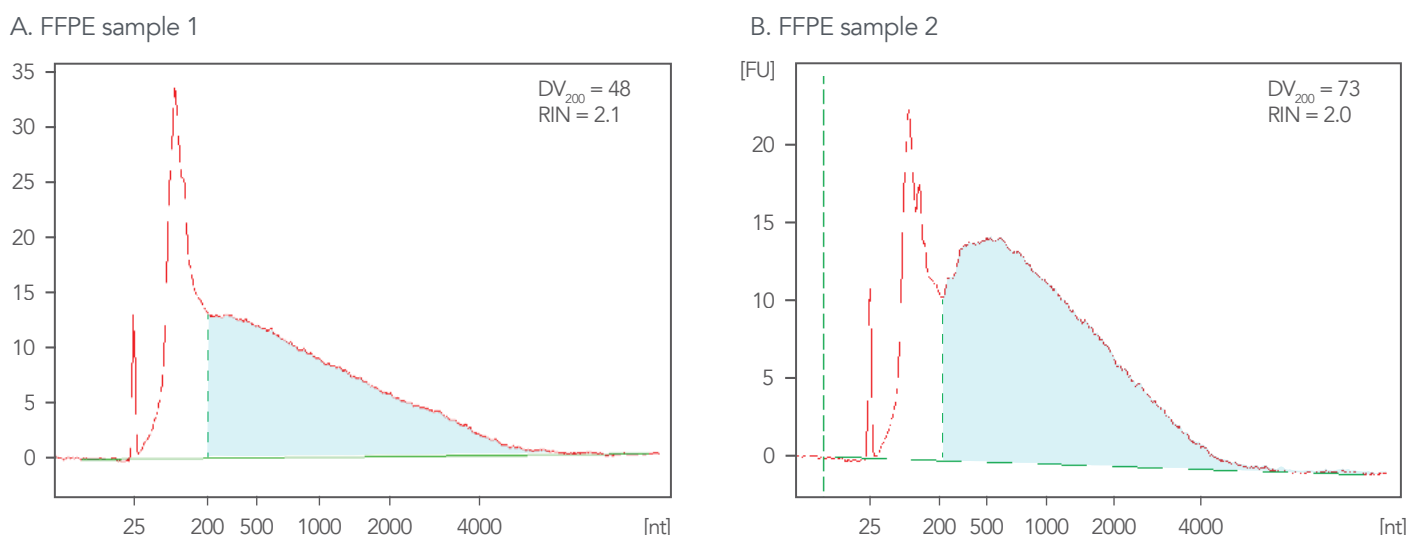 A. FFPE sample 1
DV200 = 48
RIN = 2.1
35
30
25
20
15
10
5
0
25 200 500 1000 2000 4000 [nt]
B. FFPE sample 2
[FU]
DV200 = 73
RIN = 2.0
20
15
10
5
0
25 200 500 1000 2000 4000 [nt]